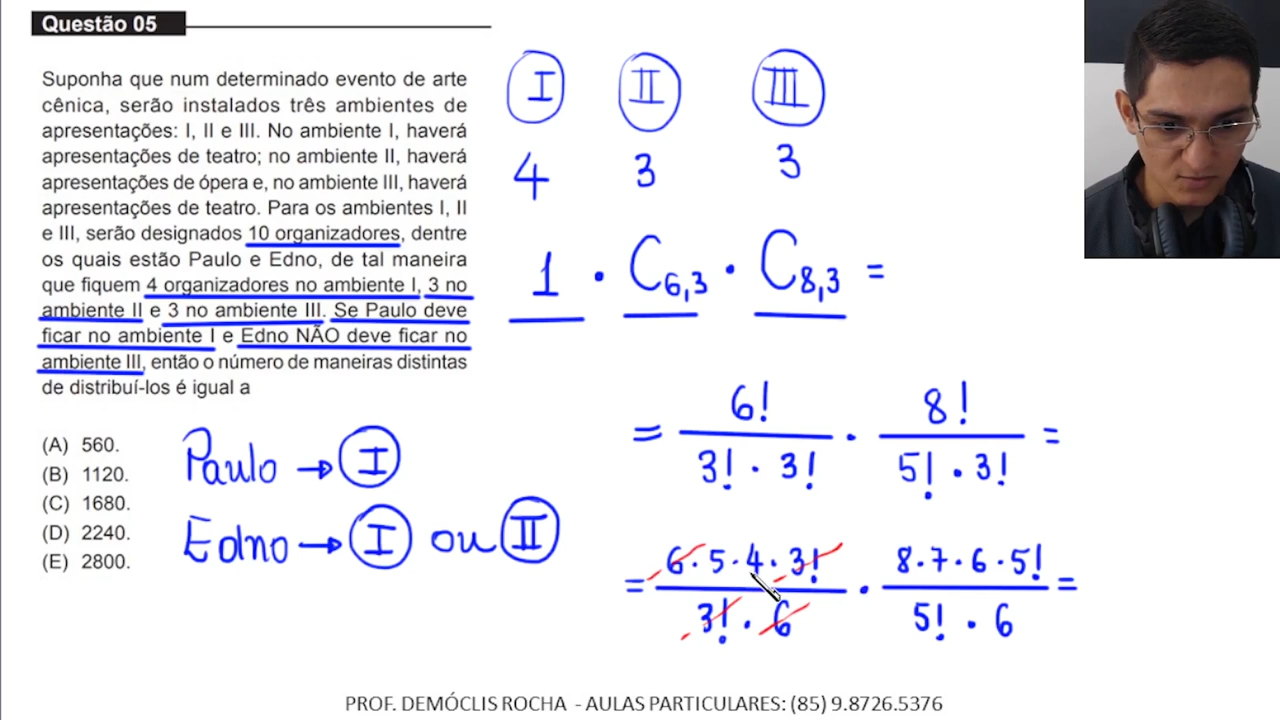 Questão 05
Suponha que num determinado evento de arte
cênica, serão instalados três ambientes de
apresentações: I, II e III. No ambiente I, haverá
apresentações de teatro; no ambiente II, haverá
apresentações de ópera e, no ambiente III, haverá
apresentações de teatro. Para os ambientes I, II
e III, serão designados 10 organizadores, dentre
os quais estão Paulo e Edno, de tal maneira
que fiquem 4 organizadores no ambiente I, 3 no
ambiente II e 3 no ambiente III. Se Paulo deve
ficar no ambiente I e Edno NÃO deve ficar no
ambiente III, então o número de maneiras distintas
de distribuí-los é igual a
(A) 560.
(B) 1120.
(C) 1680.
(D) 2240.
(E) 2800.
Paulo → I
Edno → I ou II
I II III
4 3 3
1 · C6,3 · C8,3 =
= 6! / 3! · 3! · 8! / 5! · 3! =
= 6 · 5 · 4 · 3! / 3! · 6 · 8 · 7 · 6 · 5! / 5! · 6 =
PROF. DEMÓCLIS ROCHA - AULAS PARTICULARES: (85) 9.8726.5376